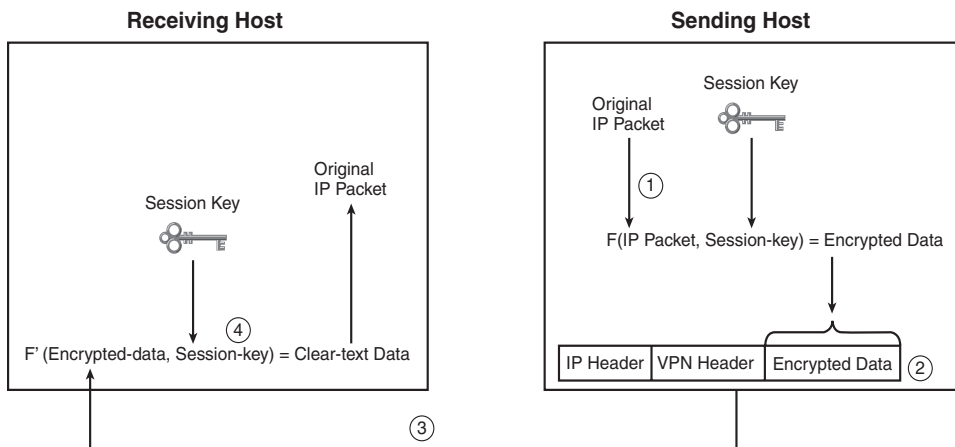 Receiving Host
Session Key
Original
IP Packet
4
F' (Encrypted-data, Session-key) = Clear-text Data
3
Sending Host
Original
IP Packet
Session Key
1
F(IP Packet, Session-key) = Encrypted Data
IP Header VPN Header Encrypted Data 2